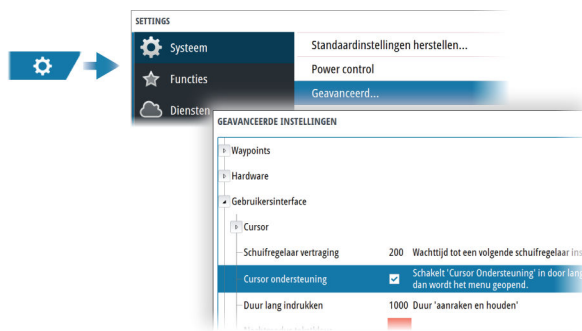 SETTINGS
Systeem
Functies
Diensten
Standaardinstellingen herstellen...
Power control
Geavanceerd...
GEAVANCEERDE INSTELLINGEN
Waypoints
Hardware
Gebruikersinterface
Cursor
Schuifregelaar vertraging 200 Wachttijd tot een volgende schuifregelaar
Cursor ondersteuning Schakelt 'Cursor Ondersteuning' in door lang
dan wordt het menu geopend.
Duur lang indrukken 1000 Duur 'aanraken en houden'